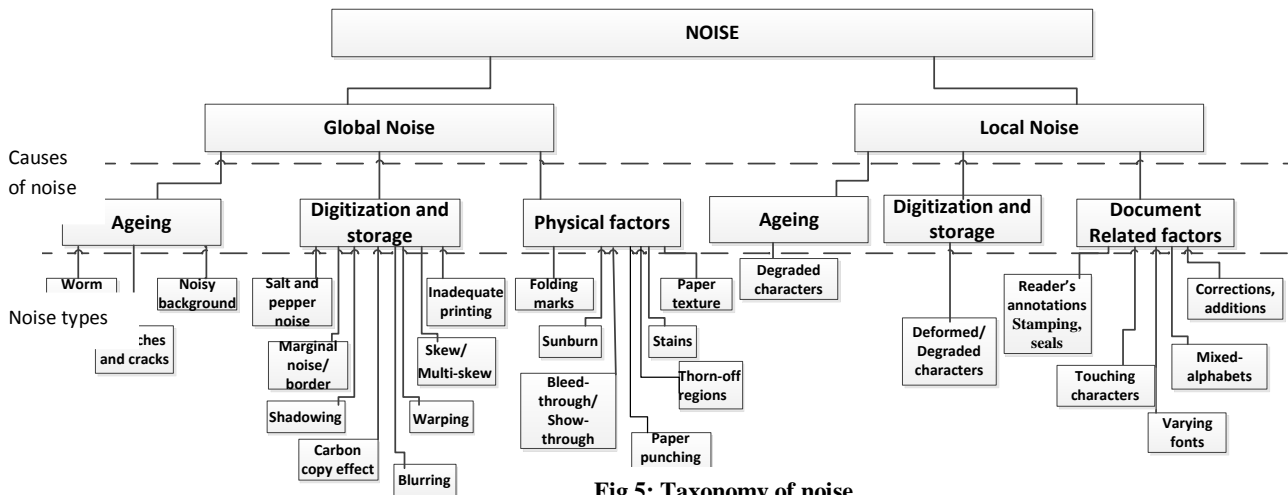 NOISE
Global Noise
Local Noise
Causes
of noise
Ageing
Digitization and
storage
Physical factors
Ageing
Digitization and
storage
Document
Related factors
Noise types
Worm
and cracks
Noisy
background
Salt and
pepper
noise
Marginal
noise/
border
Shadowing
Carbon
copy effect
Blurring
Warping
Skew/
Multi-skew
Inadequate
printing
Folding
marks
Sunburn
Bleed-
through/
Show-
through
Paper
punching
Thorn-off
regions
Stains
Paper
texture
Degraded
characters
Deformed/
Degraded
characters
Reader's
annotations
Stamping,
seals
Touching
characters
Varying
fonts
Mixed-
alphabets
Corrections,
additions
Fig 5: Taxonomy of noise